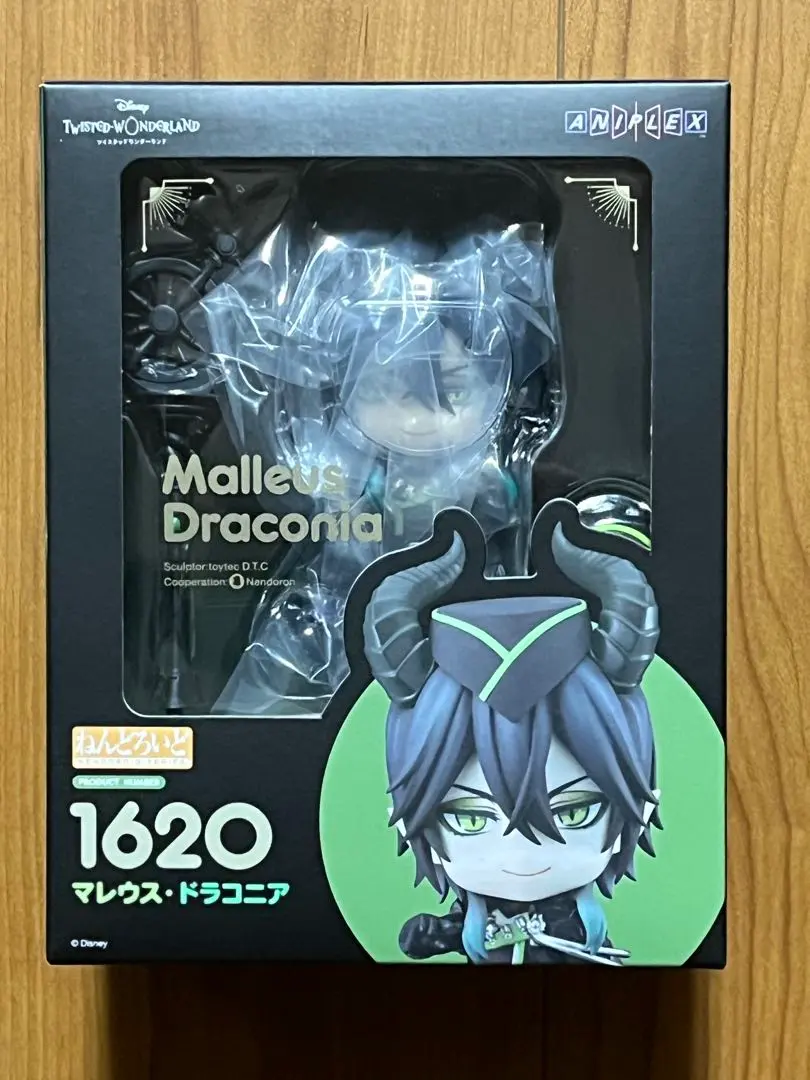 Disney
TWISTED-WONDERLAND
ツイステッドワンダーランド
ANIPLEX
Malleus
Draconia
Sculptor:toytec D.T.C
Cooperation: Nendoron
ねんどろいど
NENDOROID SERIES
PRODUCT NUMBER
1620
マレウス・ドラコニア
© Disney